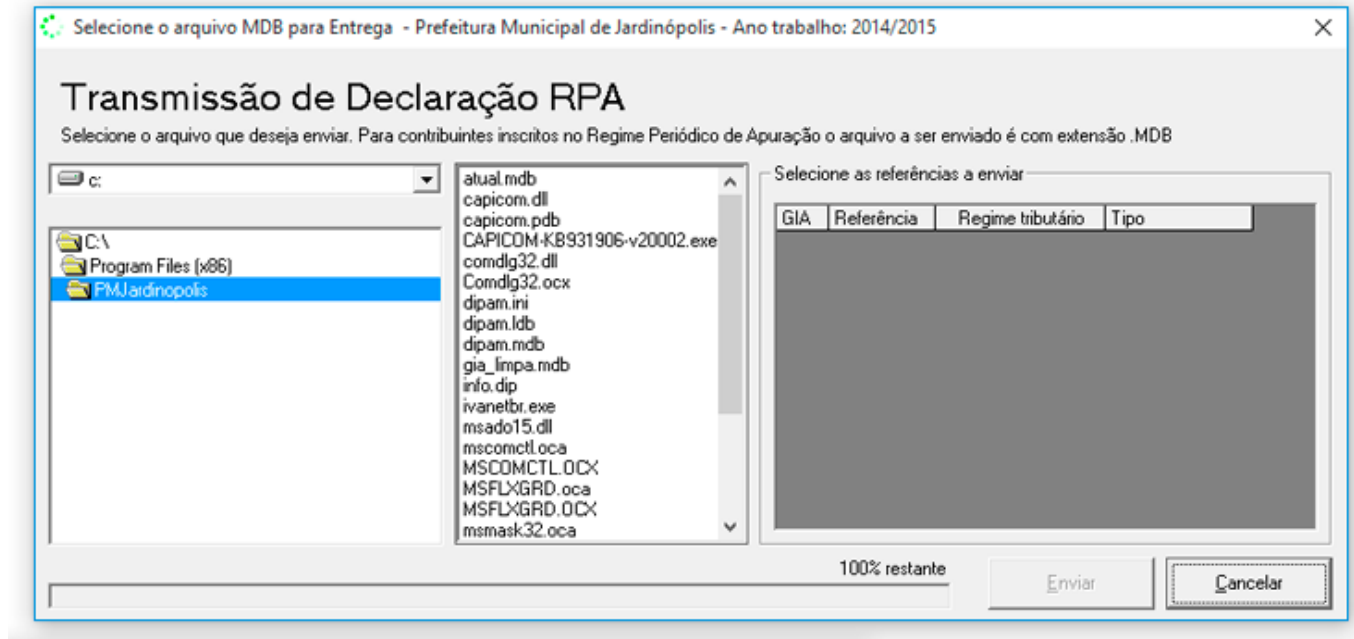 Selecione o arquivo MDB para Entrega - Prefeitura Municipal de Jardinópolis - Ano trabalho: 2014/2015
Transmissão de Declaração RPA
Selecione o arquivo que deseja enviar. Para contribuintes inscritos no Regime Periódico de Apuração o arquivo a ser enviado é com extensão .MDB
c:
C:\
Program Files (x86)
PMJardinopolis
atual.mdb
capicom.dll
capicom.pdb
CAPICOM-KB931906-v20002.exe
comdlg32.dll
Comdlg32.ocx
dipam.ini
dipam.ldb
dipam.mdb
gia_limpa.mdb
info.dip
ivanetbr.exe
msado15.dll
mscomctl.oca
MSCOMCTL.OCX
MSFLXGRD.oca
MSFLXGRD.OCX
msmask32.oca
Selecione as referências a enviar
GIA Referência Regime tributário Tipo
100% restante
Enviar Cancelar